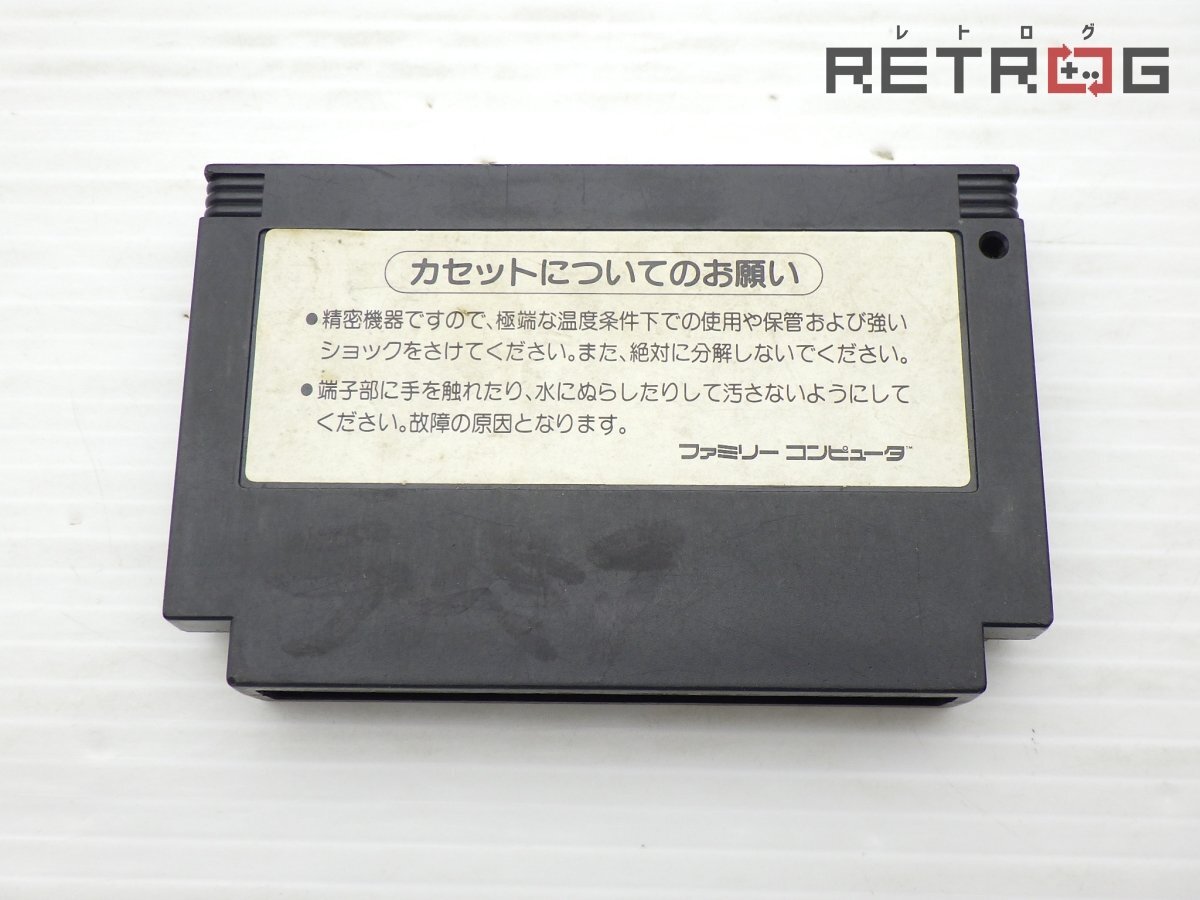 レトログ
RETROG
カセットについてのお願い
●精密機器ですので、極端な温度条件下での使用や保管および強い
ショックをさけてください。また、絶対に分解しないでください。
●端子部に手を触れたり、水にぬらしたりして汚さないようにして
ください。故障の原因となります。
ファミリー コンピュータ™